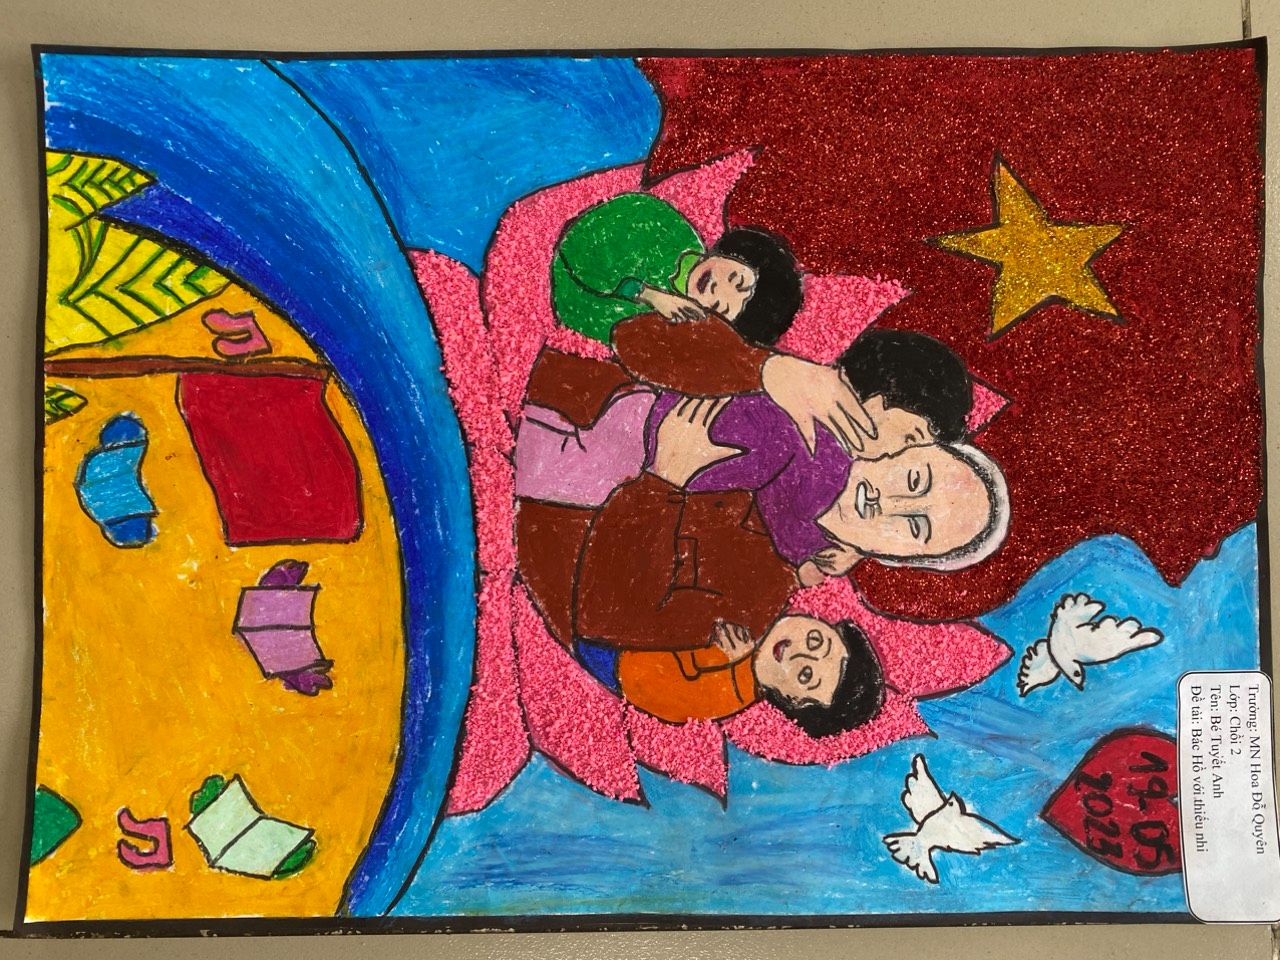 Trường: MN Hoa Đỗ Quyên
Lớp: Chồi 2
Tên: Bé Tuyết Anh
Đề tài: Bác Hồ với thiếu nhi
19-05
2023